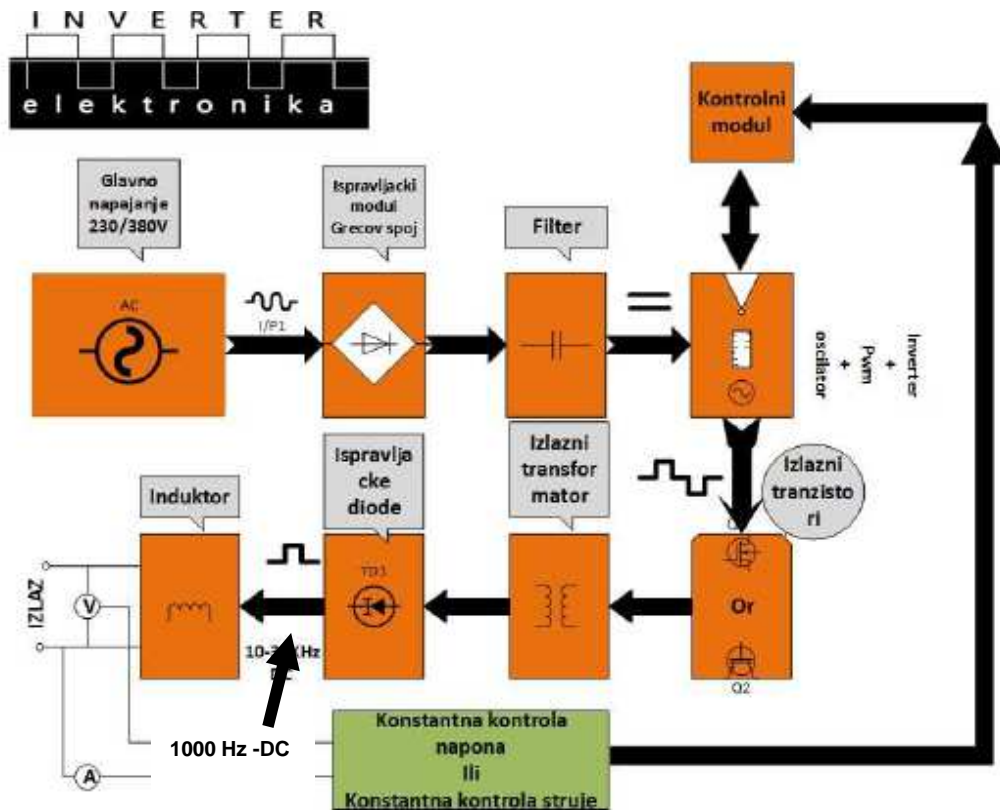 I N V E R T E R
e l e k t r o n i k a
Kontrolni
modul
Glavno
napajanje
230/380V
Ispravljacki
modul
Grecov spoj
Filter
AC
I/P1
Inverter
+
Pwm
+
oscilator
Induktor
Ispravlja
cke
diode
Izlazni
transfor
mator
Izlazni
tranzisto
ri
IZLAZ
V
TD3
Or
Q2
A
1000 Hz -DC
Konstantna kontrola
napona
Ili
Konstantna kontrola struje